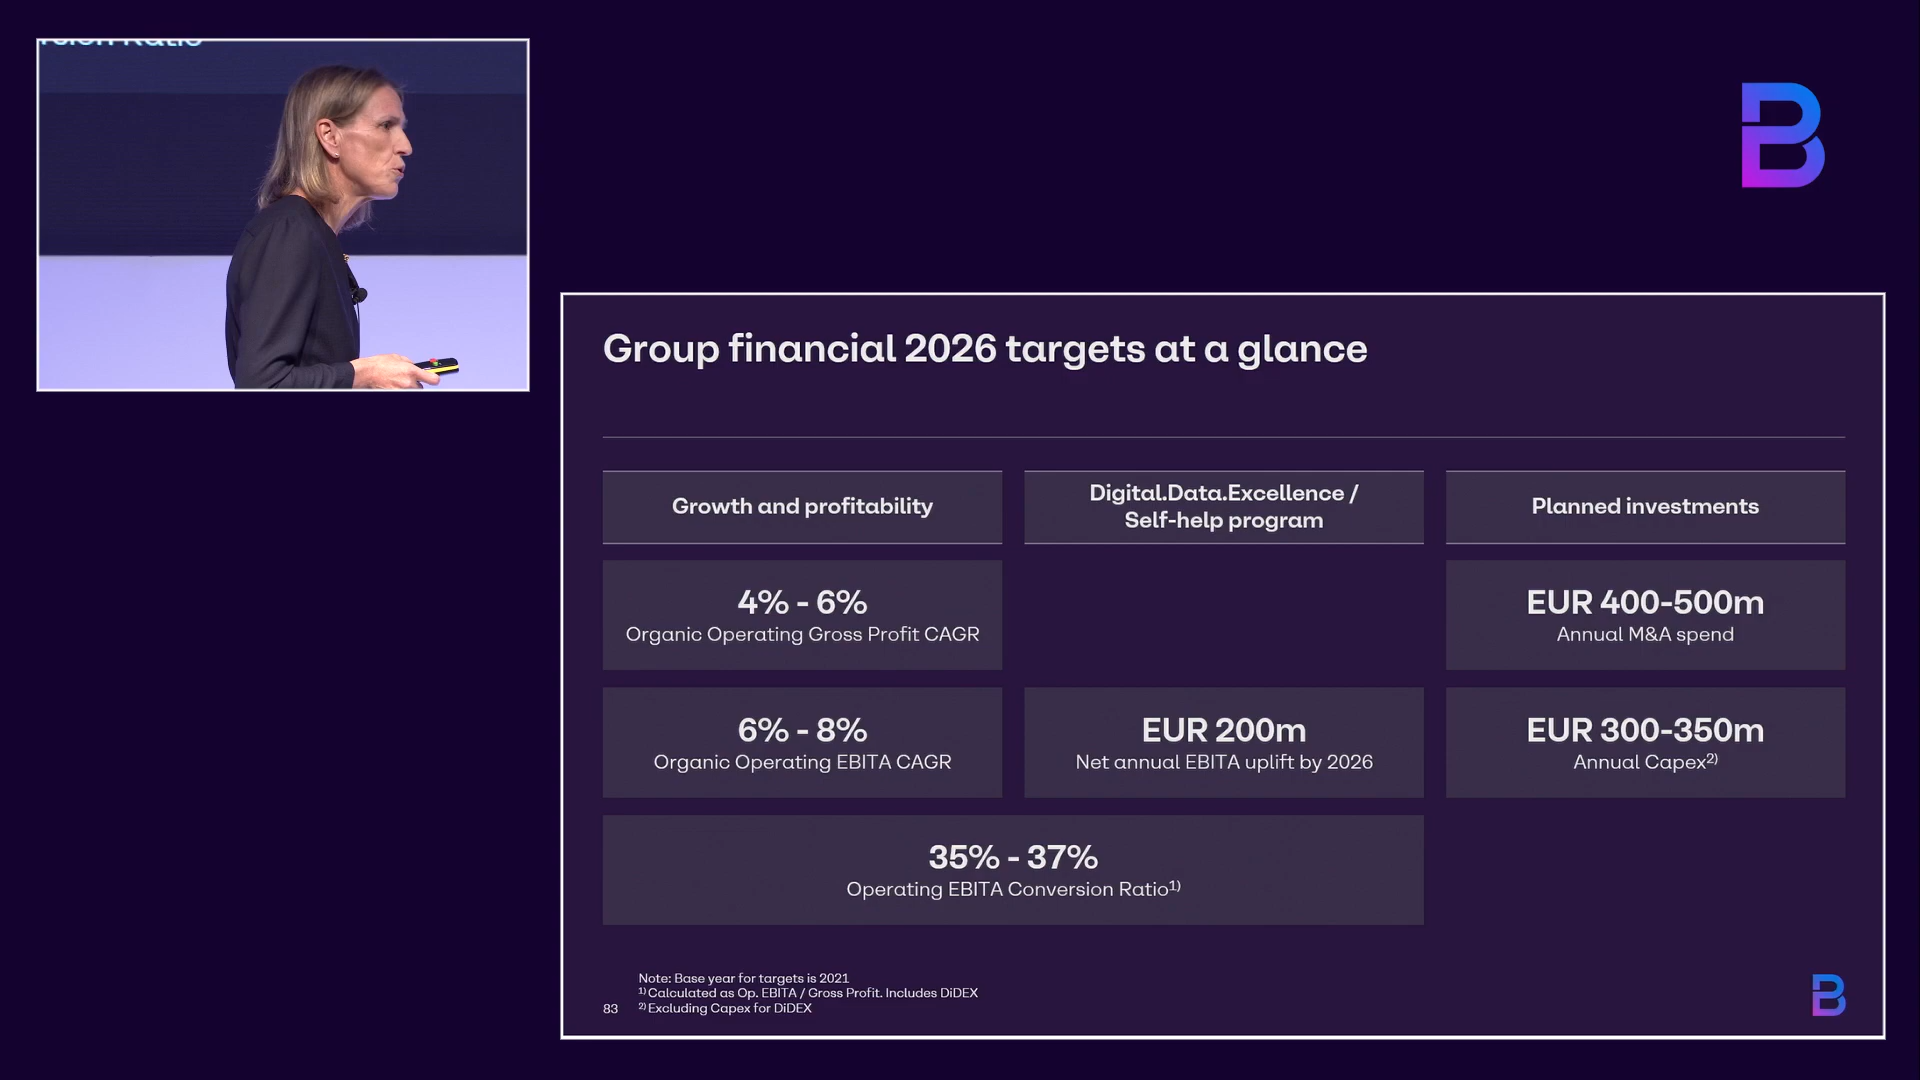 Ratio
Group financial 2026 targets at a glance
Growth and profitability
Digital.Data.Excellence /
Self-help program
Planned investments
4% - 6%
Organic Operating Gross Profit CAGR
EUR 400-500m
Annual M&A spend
6% - 8%
Organic Operating EBITA CAGR
EUR 200m
Net annual EBITA uplift by 2026
EUR 300-350m
Annual Capex²⁾
35% - 37%
Operating EBITA Conversion Ratio¹⁾
Note: Base year for targets is 2021
¹⁾ Calculated as Op. EBITA / Gross Profit. Includes DiDEX
83 ²⁾ Excluding Capex for DiDEX